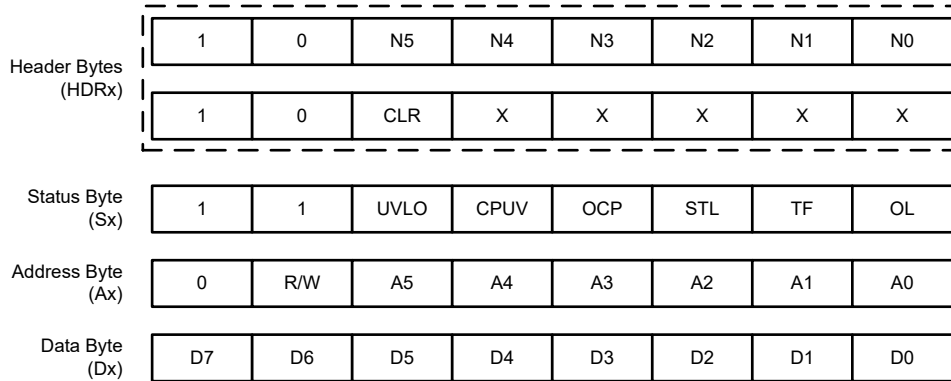 1 0 N5 N4 N3 N2 N1 N0
Header Bytes
(HDRx)
1 0 CLR X X X X X
Status Byte
(Sx)
1 1 UVLO CPUV OCP STL TF OL
Address Byte
(Ax)
0 R/W A5 A4 A3 A2 A1 A0
Data Byte
(Dx)
D7 D6 D5 D4 D3 D2 D1 D0